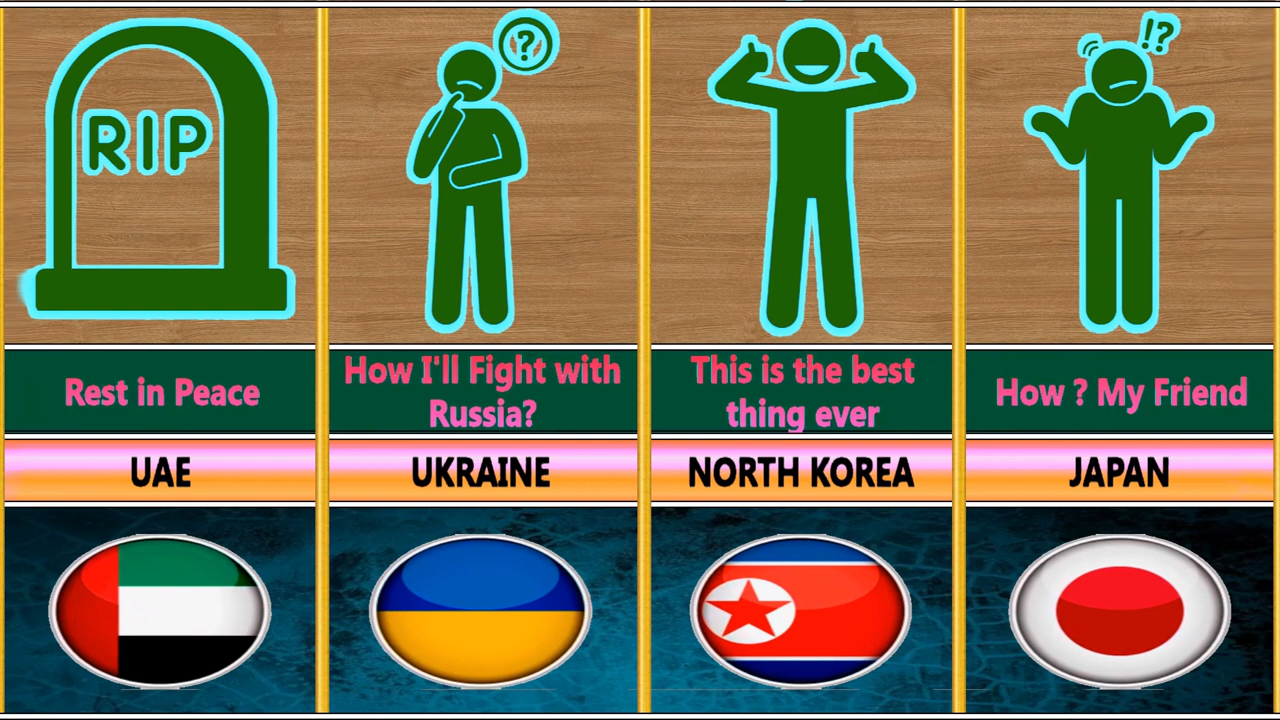 RIP
?
!?
Rest in Peace
How I'll Fight with
Russia?
This is the best
thing ever
How ? My Friend
UAE
UKRAINE
NORTH KOREA
JAPAN